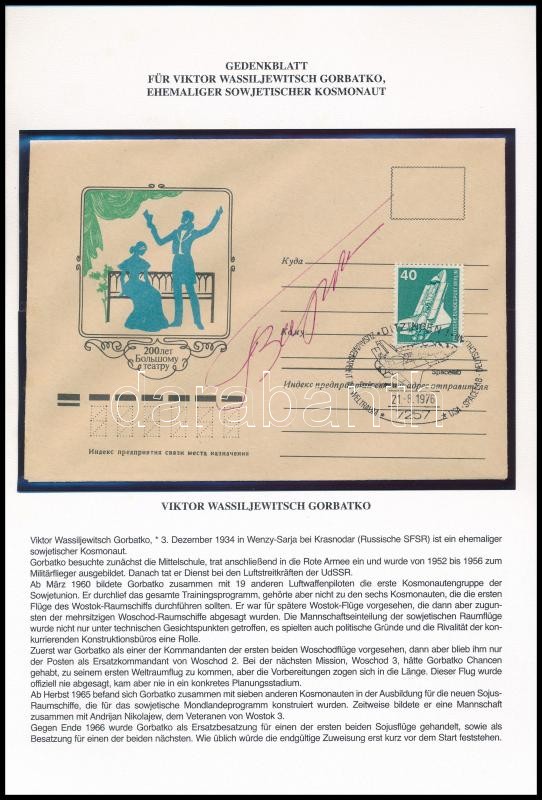 GEDENKBLATT
FÜR VIKTOR WASSILJEWITSCH GORBATKO,
EHEMALIGER SOWJETISCHER KOSMONAUT
Куда
40
DEUTSCHE BUNDESPOST BERLIN
Кому
DITZINGEN
Spacelab
200 лет
Большому
театру
Индекс предприятия связи и адрес отправителя
21-8.1976
7257
USA · SPACELAB
Индекс предприятия связи места назначения
darabanth
VIKTOR WASSILJEWITSCH GORBATKO
Viktor Wassiljewitsch Gorbatko, * 3. Dezember 1934 in Wenzy-Sarja bei Krasnodar (Russische SFSR) ist ein ehemaliger
sowjetischer Kosmonaut.
Gorbatko besuchte zunächst die Mittelschule, trat anschließend in die Rote Armee ein und wurde von 1952 bis 1956 zum
Militärflieger ausgebildet. Danach tat er Dienst bei den Luftstreitkräften der UdSSR.
Ab März 1960 bildete Gorbatko zusammen mit 19 anderen Luftwaffenpiloten die erste Kosmonautengruppe der
Sowjetunion. Er durchlief das gesamte Trainingsprogramm, gehörte aber nicht zu den sechs Kosmonauten, die die ersten
Flüge des Wostok-Raumschiffs durchführen sollten. Er war für spätere Wostok-Flüge vorgesehen, die dann aber zugun-
sten der mehrsitzigen Woschod-Raumschiffe abgesagt wurden. Die Mannschaftseinteilung der sowjetischen Raumflüge
wurde nicht nur unter technischen Gesichtspunkten getroffen, es spielten auch politische Gründe und die Rivalität der kon-
kurrierenden Konstruktionsbüros eine Rolle.
Zuerst war Gorbatko als einer der Kommandanten der ersten beiden Woschodflüge vorgesehen, dann aber blieb ihm nur
der Posten als Ersatzkommandant von Woschod 2. Bei der nächsten Mission, Woschod 3, hätte Gorbatko Chancen
gehabt, zu seinem ersten Weltraumflug zu kommen, aber die Vorbereitungen zogen sich in die Länge. Dieser Flug wurde
offiziell nie abgesagt, kam aber nie in ein konkretes Planungsstadium.
Ab Herbst 1965 befand sich Gorbatko zusammen mit sieben anderen Kosmonauten in der Ausbildung für die neuen Sojus-
Raumschiffe, die für das sowjetische Mondlandeprogramm konstruiert wurden. Zeitweise bildete er eine Mannschaft
zusammen mit Andrijan Nikolajew, dem Veteranen von Wostok 3.
Gegen Ende 1966 wurde Gorbatko als Ersatzbesatzung für einen der ersten beiden Sojusflüge gehandelt, sowie als
Besatzung für einen der beiden nächsten. Wie üblich würde die endgültige Zuweisung erst kurz vor dem Start feststehen.